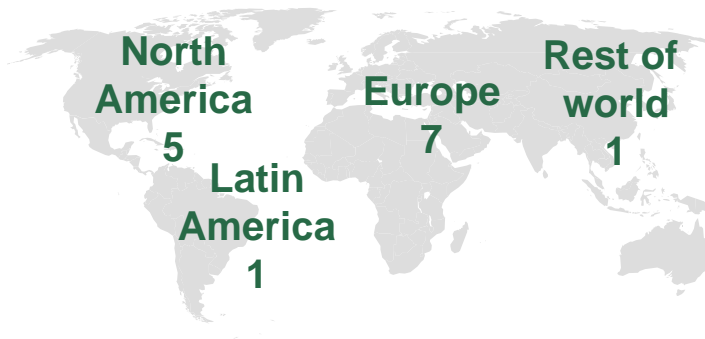 North
America
5
Latin
America
1
Europe
7
Rest of
world
1